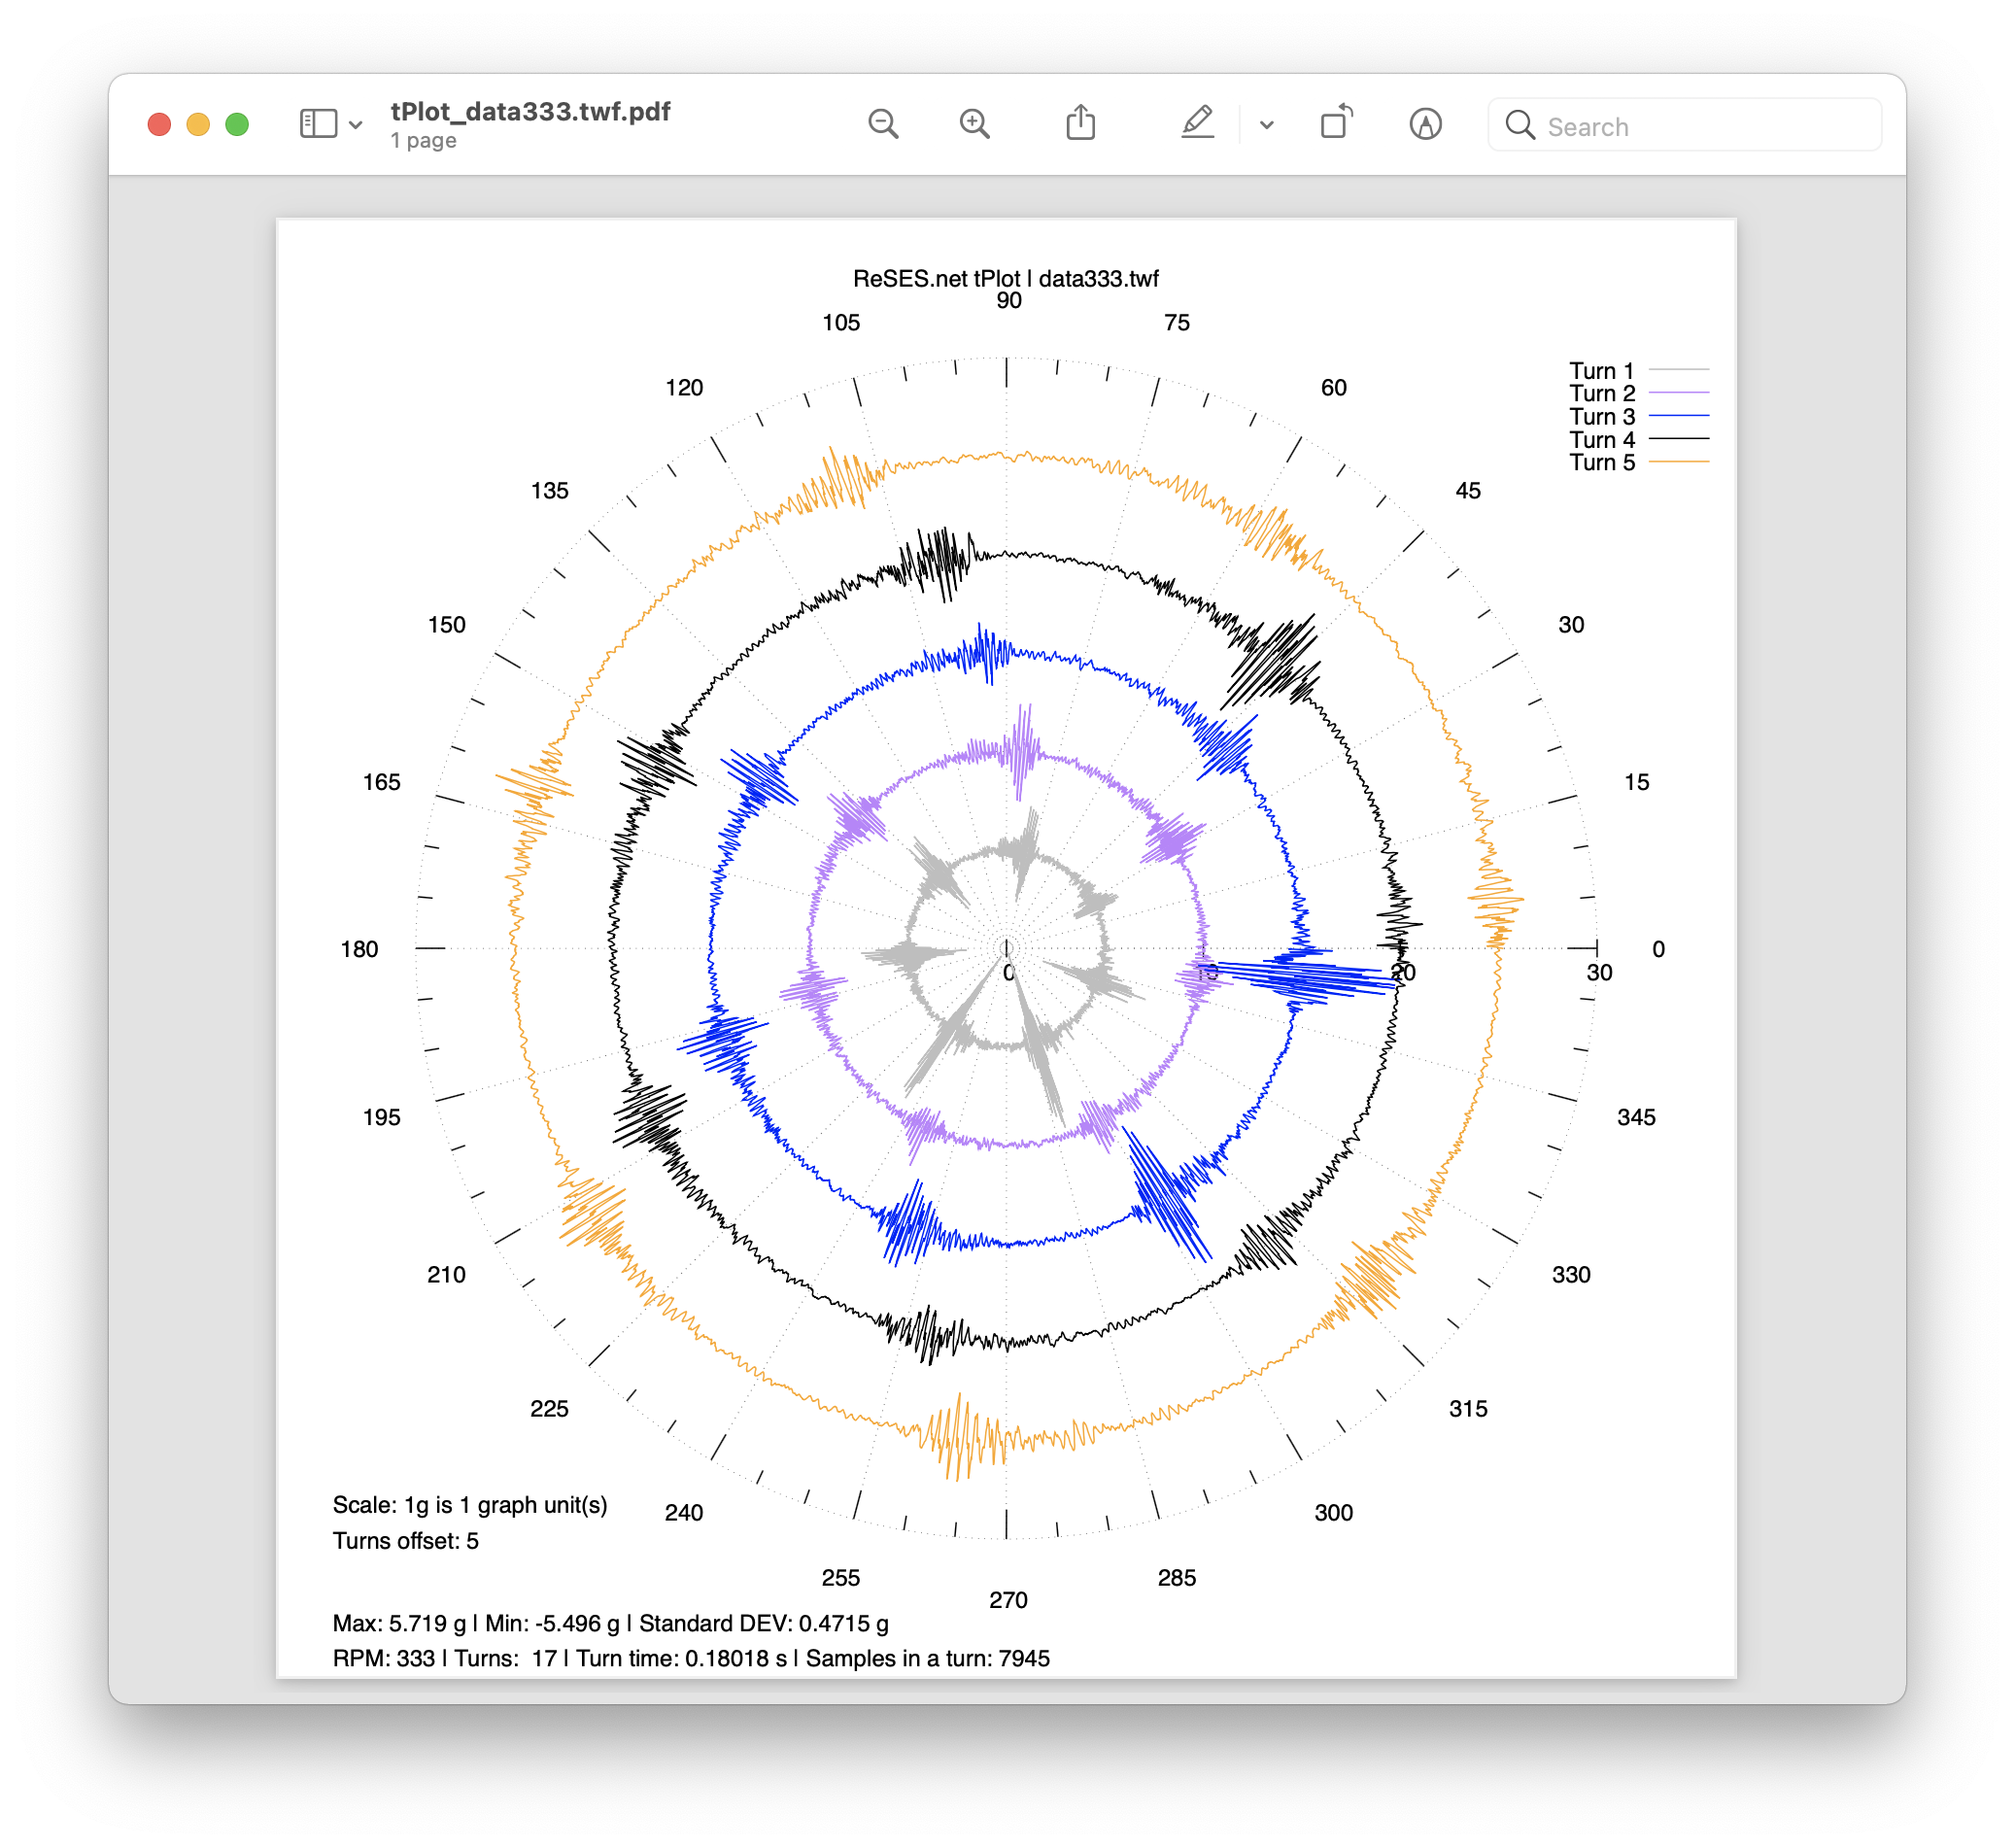 tPlot_data333.twf.pdf
1 page
Search
ReSES.net tPlot | data333.twf
90
105
75
120
60
Turn 1
Turn 2
Turn 3
Turn 4
Turn 5
135
45
150
30
165
15
180
0
0
10
20
30
195
345
210
330
225
315
Scale: 1g is 1 graph unit(s)
240
300
Turns offset: 5
255
285
270
Max: 5.719 g | Min: -5.496 g | Standard DEV: 0.4715 g
RPM: 333 | Turns:  17 | Turn time: 0.18018 s | Samples in a turn: 7945